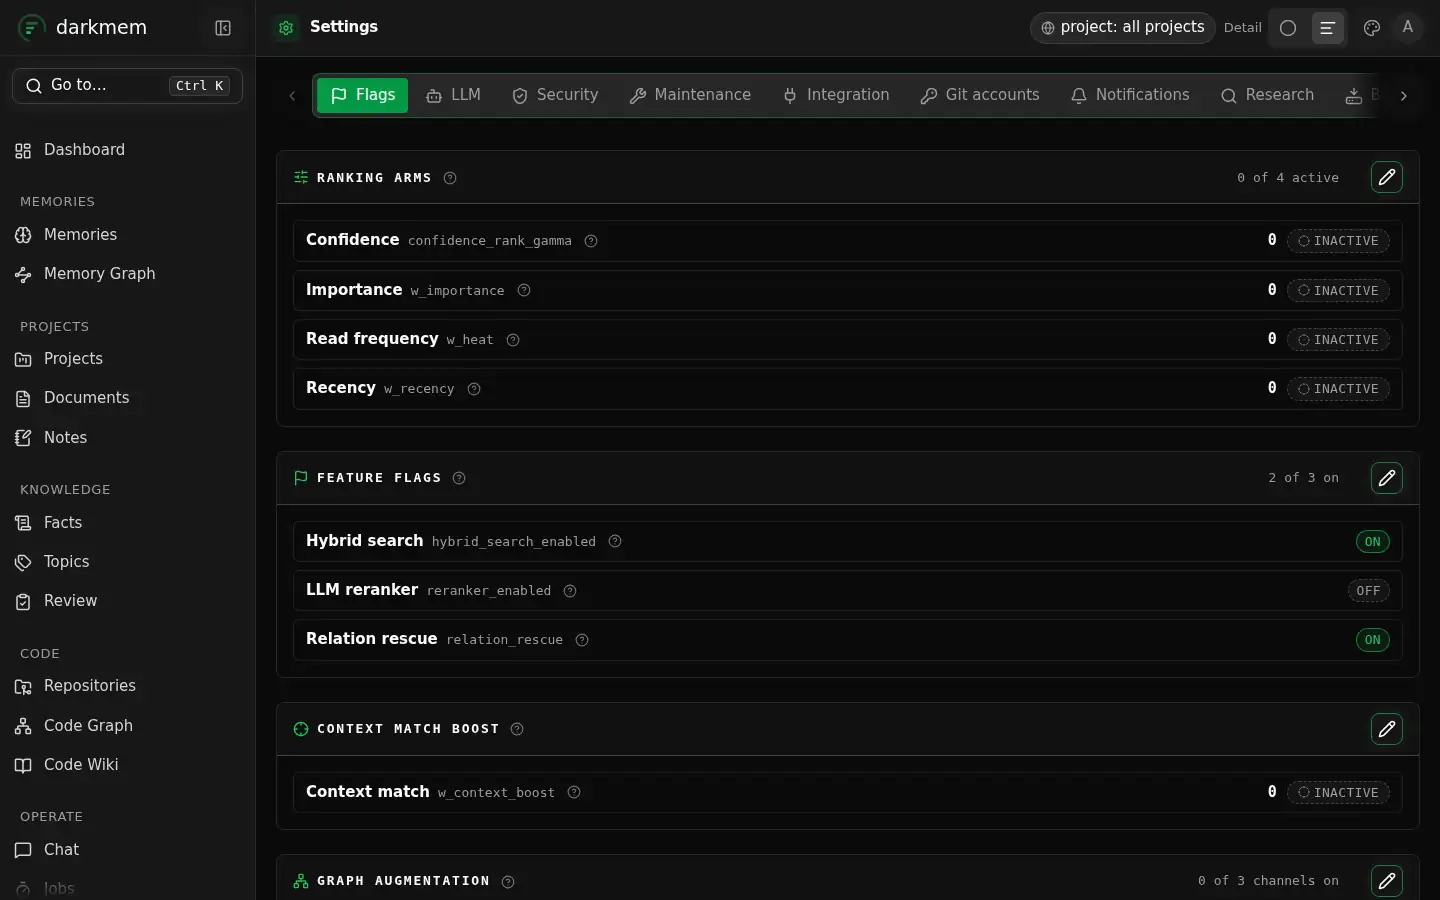 darkmem
Settings
project: all projects
Detail
A
Go to...
Ctrl K
Flags
LLM
Security
Maintenance
Integration
Git accounts
Notifications
Research
Dashboard
MEMORIES
Memories
Memory Graph
PROJECTS
Projects
Documents
Notes
KNOWLEDGE
Facts
Topics
Review
CODE
Repositories
Code Graph
Code Wiki
OPERATE
Chat
Jobs
RANKING ARMS
0 of 4 active
Confidence confidence_rank_gamma 0 INACTIVE
Importance w_importance 0 INACTIVE
Read frequency w_heat 0 INACTIVE
Recency w_recency 0 INACTIVE
FEATURE FLAGS
2 of 3 on
Hybrid search hybrid_search_enabled ON
LLM reranker reranker_enabled OFF
Relation rescue relation_rescue ON
CONTEXT MATCH BOOST
Context match w_context_boost 0 INACTIVE
GRAPH AUGMENTATION
0 of 3 channels on